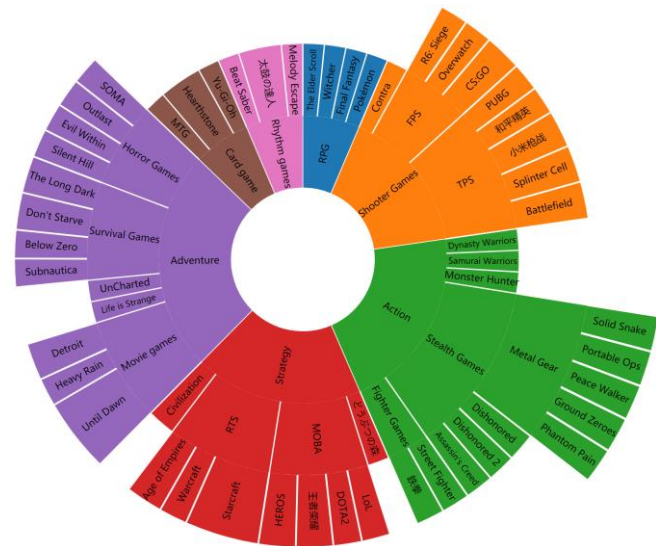 RPG
The Elder Scroll
Witcher
Final Fantasy
Pokemon
Shooter Games
Contra
FPS
R6: Siege
Overwatch
CS:GO
TPS
PUBG
和平精英
小米枪战
Splinter Cell
Battlefield
Action
Dynasty Warriors
Samurai Warriors
Monster Hunter
Stealth Games
Metal Gear
Solid Snake
Portable Ops
Peace Walker
Ground Zeroes
Phantom Pain
Dishonored
Dishonored 2
Assassin's Creed
Fighter Games
Street Fighter
鉄拳
Strategy
どうぶつの森
MOBA
LoL
DOTA2
王者荣耀
HEROS
RTS
Starcraft
Warcraft
Age of Empires
Civilization
Adventure
Movie games
Until Dawn
Heavy Rain
Detroit
Life is Strange
UnCharted
Survival Games
Subnautica
Below Zero
Don't Starve
The Long Dark
Horror Games
Silent Hill
Evil Within
Outlast
SOMA
Card game
MTG
Hearthstone
Yu-Gi-Oh
Rhythm games
Beat Saber
太鼓の達人
Melody Escape